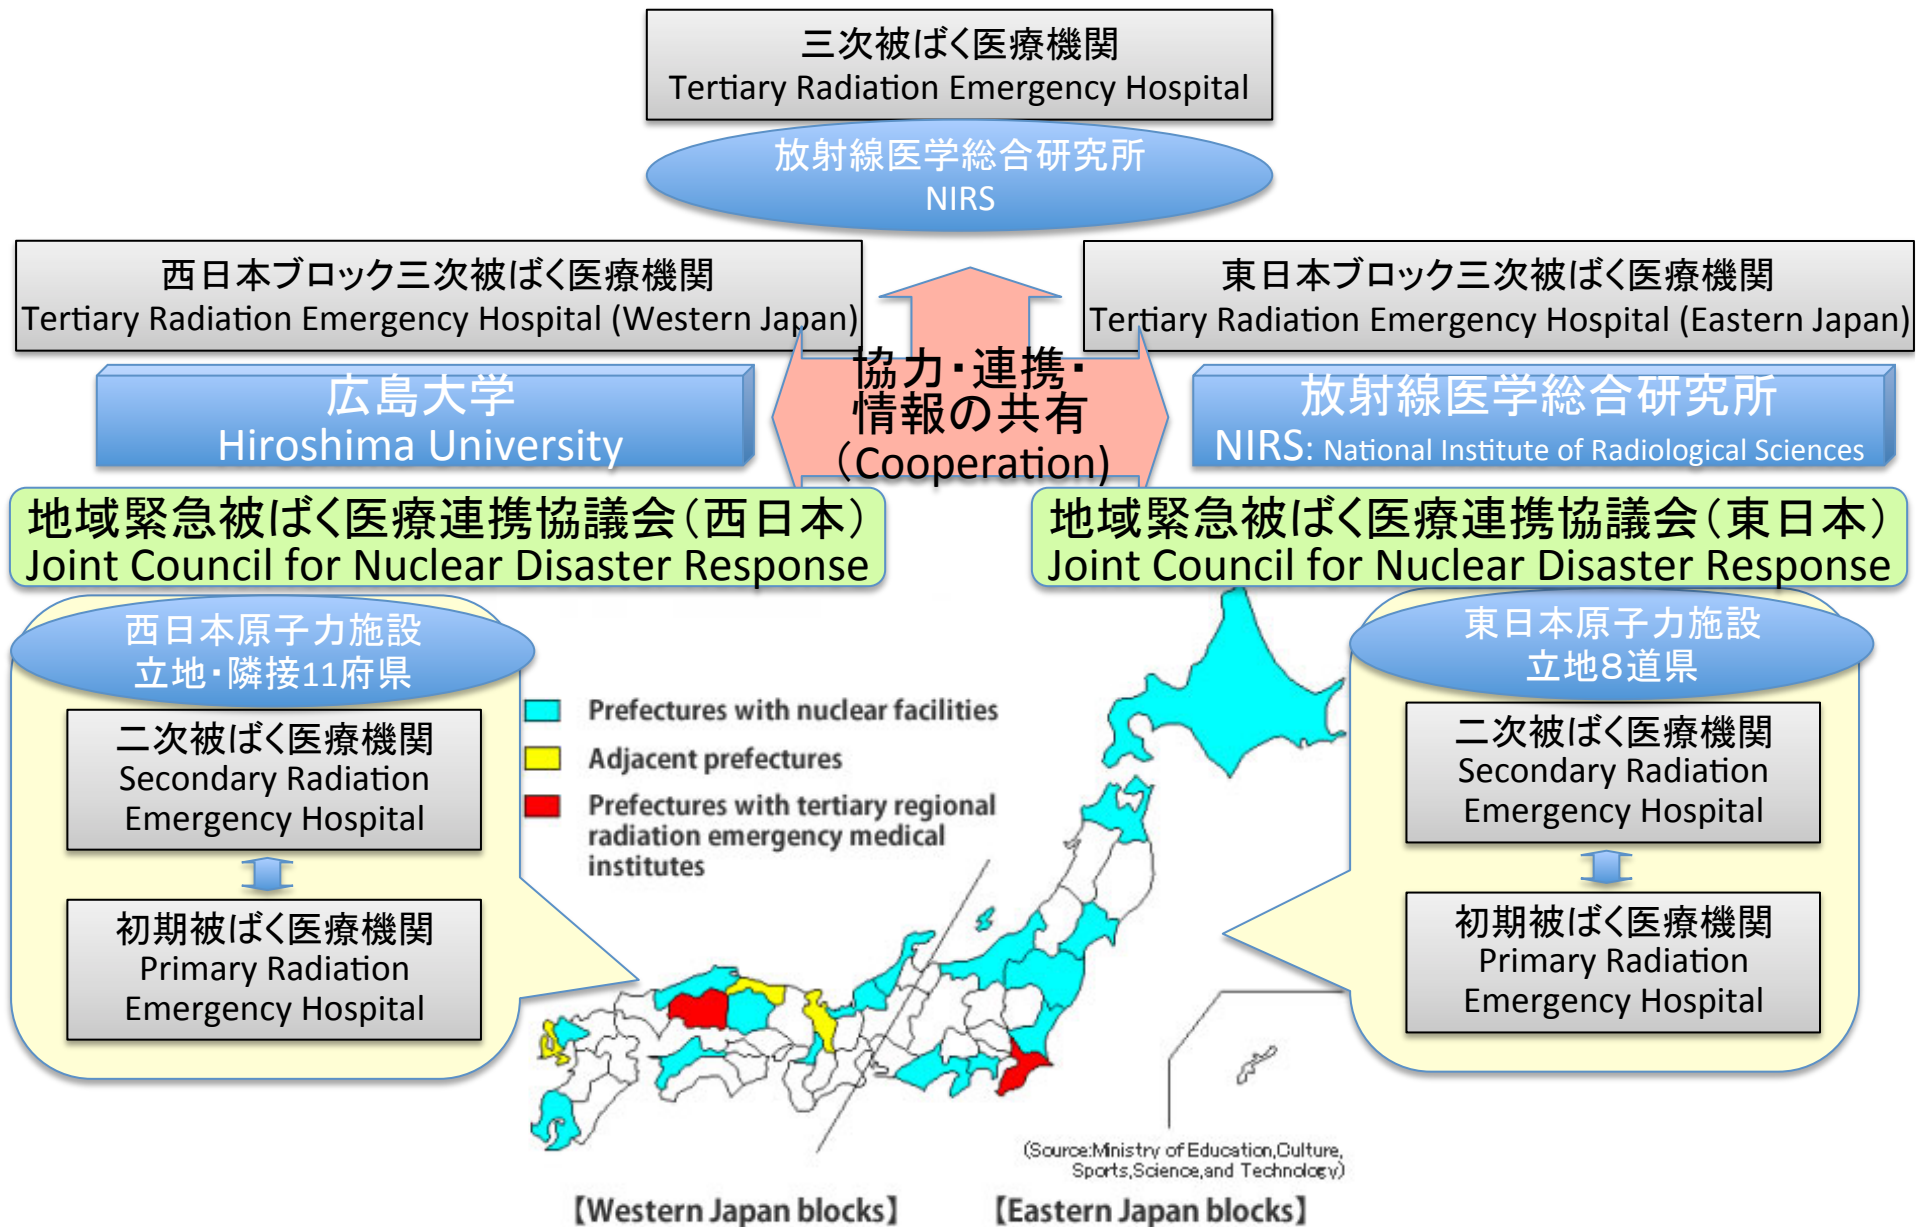 三次被ばく医療機関
Tertiary Radiation Emergency Hospital
放射線医学総合研究所
NIRS
西日本ブロック三次被ばく医療機関
Tertiary Radiation Emergency Hospital (Western Japan)
東日本ブロック三次被ばく医療機関
Tertiary Radiation Emergency Hospital (Eastern Japan)
協力・連携・
情報の共有
（Cooperation)
広島大学
Hiroshima University
放射線医学総合研究所
NIRS: National Institute of Radiological Sciences
地域緊急被ばく医療連携協議会（西日本）
Joint Council for Nuclear Disaster Response
地域緊急被ばく医療連携協議会（東日本）
Joint Council for Nuclear Disaster Response
西日本原子力施設
立地・隣接11府県
二次被ばく医療機関
Secondary Radiation
Emergency Hospital
初期被ばく医療機関
Primary Radiation
Emergency Hospital
Prefectures with nuclear facilities
Adjacent prefectures
Prefectures with tertiary regional
radiation emergency medical
institutes
東日本原子力施設
立地８道県
二次被ばく医療機関
Secondary Radiation
Emergency Hospital
初期被ばく医療機関
Primary Radiation
Emergency Hospital
(Source:Ministry of Education,Culture,
Sports,Science,and Technology)
【Western Japan blocks】
【Eastern Japan blocks】